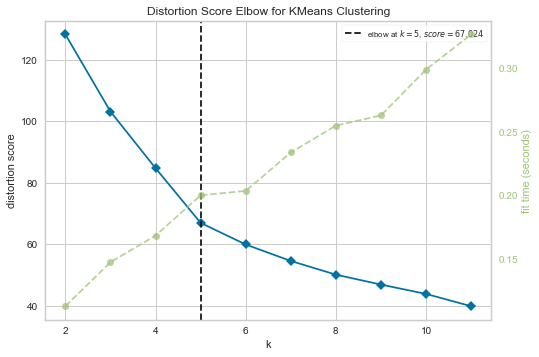 Distortion Score Elbow for KMeans Clustering
elbow at k = 5, score = 67.024
120
100
80
60
40
distortion score
0.30
0.25
0.20
0.15
fit time (seconds)
2
4
6
8
10
k